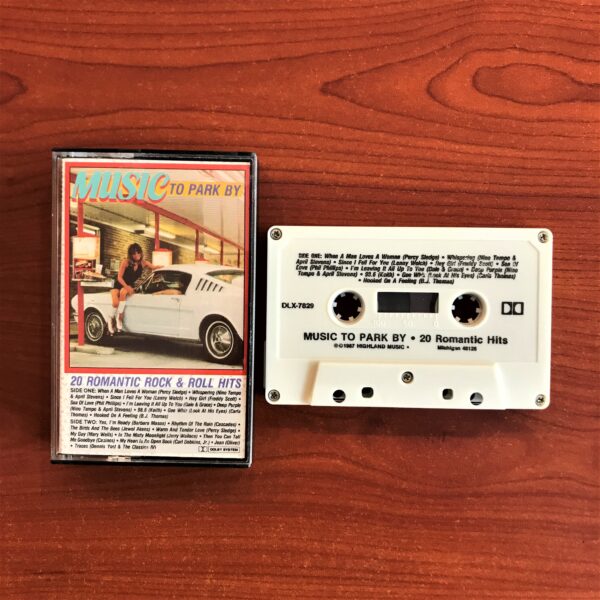 MUSIC TO PARK BY
20 ROMANTIC ROCK & ROLL HITS
SIDE ONE: When A Man Loves A Woman (Percy Sledge) • Whispering (Nino Tempo
& April Stevens) • Since I Fell For You (Lenny Welch) • Hey Girl (Freddy Scott) •
Sea Of Love (Phil Phillips) • I'm Leaving It All Up To You (Dale & Grace) • Deep Purple
(Nino Tempo & April Stevens) • 98.6 (Keith) • Gee Whiz (Look At His Eyes) (Carla
Thomas) • Hooked On A Feeling (B.J. Thomas)
SIDE TWO: Yes, I'm Ready (Barbara Mason) • Rhythm Of The Rain (Cascades) •
The Birds And The Bees (Jewel Akens) • Warm And Tender Love (Percy Sledge) •
My Guy (Mary Wells) • In The Misty Moonlight (Jerry Wallace) • Then You Can Tell
Me Goodbye (Casinos) • My Heart Is An Open Book (Carl Dobkins, Jr.) • Jean (Oliver)
• Traces (Dennis Yost & The Classics IV)
DOLBY SYSTEM
SIDE ONE: When A Man Loves A Woman (Percy Sledge) • Whispering (Nino Tempo &
April Stevens) • Since I Fell For You (Lenny Welch) • Hey Girl (Freddy Scott) • Sea Of
Love (Phil Phillips) • I'm Leaving It All Up To You (Dale & Grace) • Deep Purple (Nino
Tempo & April Stevens) • 98.6 (Keith) • Gee Whiz (Look At His Eyes) (Carla Thomas)
• Hooked On A Feeling (B.J. Thomas)
DLX-7829
MUSIC TO PARK BY • 20 Romantic Hits
©1987 HIGHLAND MUSIC • Michigan 48126